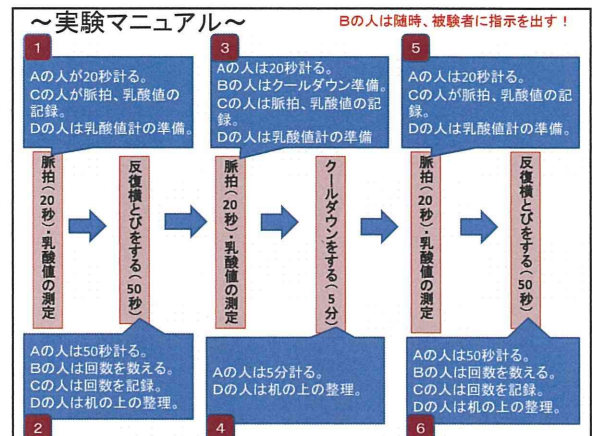 ～実験マニュアル～
Bの人は随時、被験者に指示を出す！
1
Aの人が20秒計る。
Cの人が脈拍、乳酸値の
記録。
Dの人は乳酸値計の準備。
3
Aの人は20秒計る。
Bの人はクールダウン準備。
Cの人は脈拍、乳酸値の記
録。
Dの人は乳酸値計の準備
5
Aの人は20秒計る。
Cの人が脈拍、乳酸値の記
録。
Dの人は乳酸値計の準備。
脈拍（20秒）・乳酸値の測定
反復横とびをする（50秒）
脈拍（20秒）・乳酸値の測定
クールダウンをする（5分）
脈拍（20秒）・乳酸値の測定
反復横とびをする（50秒）
Aの人は50秒計る。
Bの人は回数を数える。
Cの人は回数を記録。
Dの人は机の上の整理。
2
Aの人は5分計る。
Dの人は机の上の整理。
4
Aの人は50秒計る。
Bの人は回数を数える。
Cの人は回数を記録。
Dの人は机の上の整理。
6